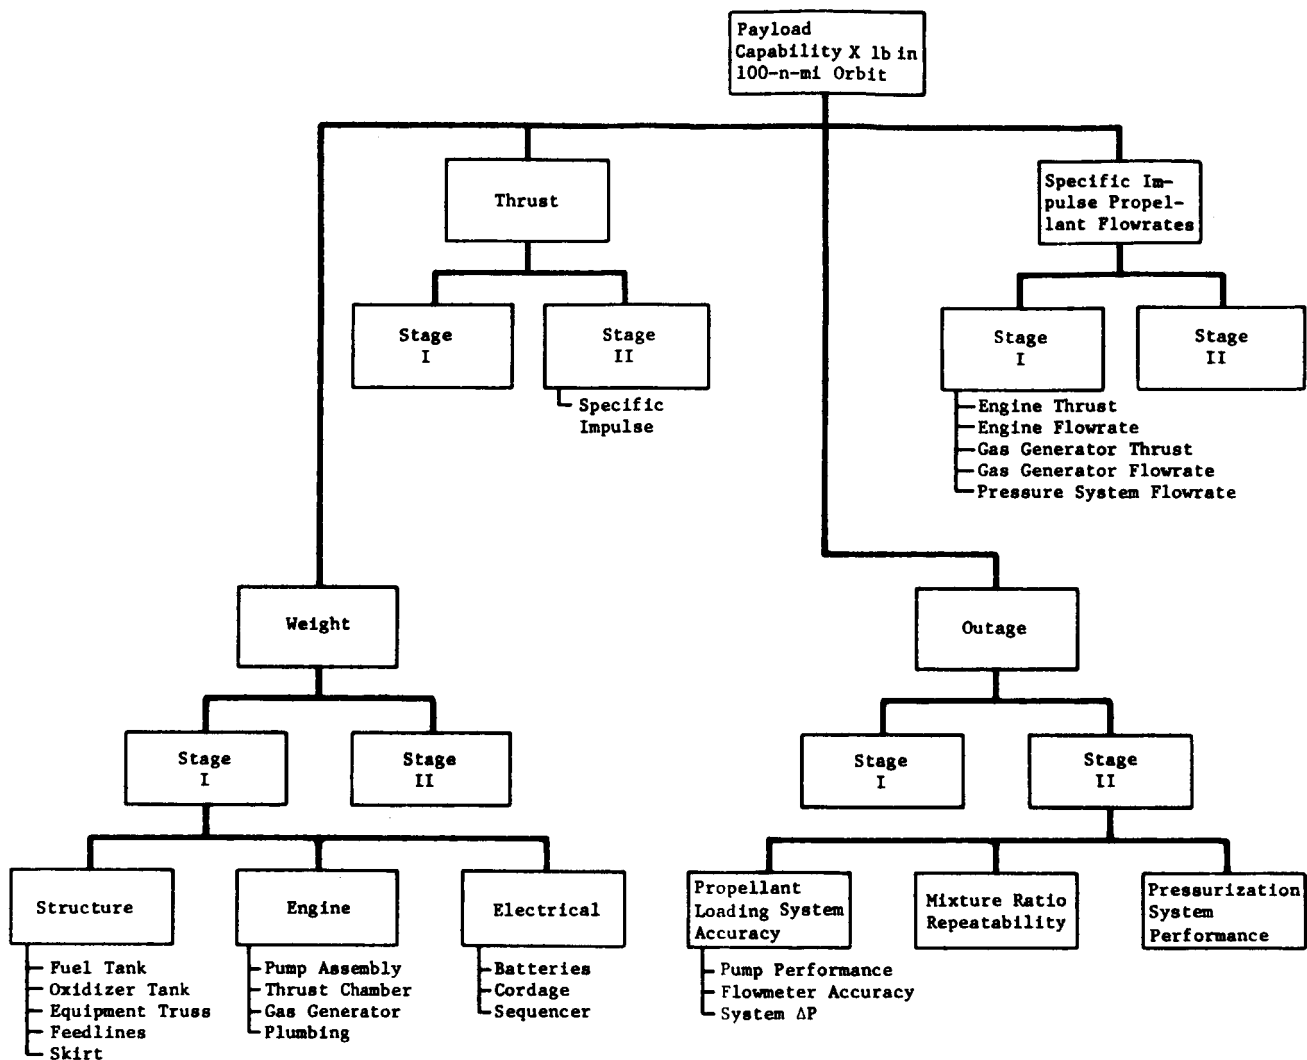 Payload
Capability X lb in
100-n-mi Orbit
Thrust
Specific Im-
pulse Propel-
lant Flowrates
Stage
I
Stage
II
Specific
Impulse
Stage
I
Stage
II
Engine Thrust
Engine Flowrate
Gas Generator Thrust
Gas Generator Flowrate
Pressure System Flowrate
Weight
Outage
Stage
I
Stage
II
Stage
I
Stage
II
Structure
Fuel Tank
Oxidizer Tank
Equipment Truss
Feedlines
Skirt
Engine
Pump Assembly
Thrust Chamber
Gas Generator
Plumbing
Electrical
Batteries
Cordage
Sequencer
Propellant
Loading System
Accuracy
Pump Performance
Flowmeter Accuracy
System ΔP
Mixture Ratio
Repeatability
Pressurization
System
Performance